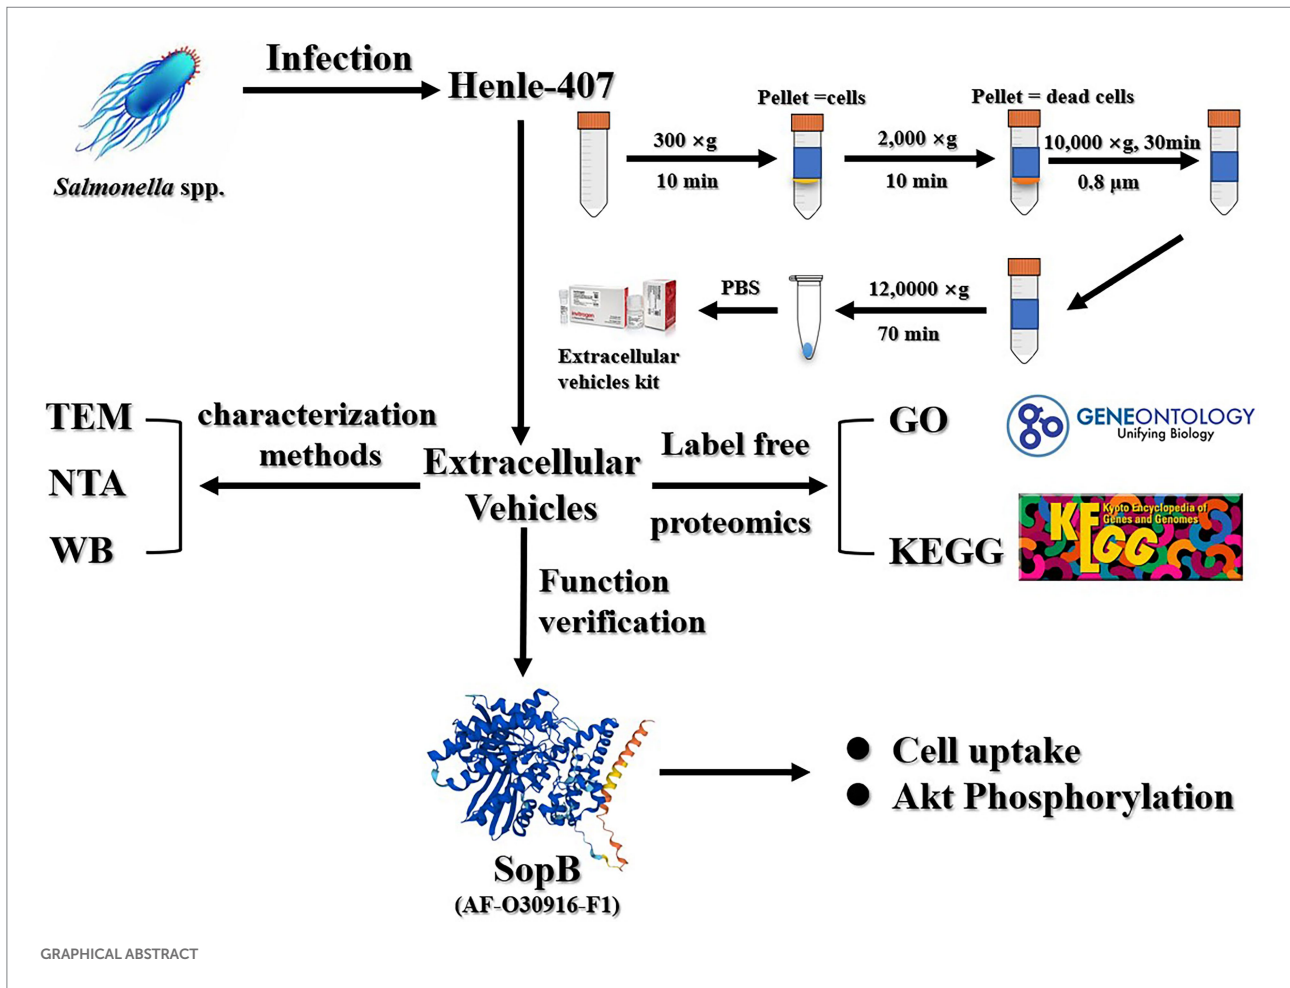 Infection
Henle-407
Salmonella spp.
Pellet =cells
Pellet = dead cells
300 ×g
10 min
2,000 ×g
10 min
10,000 ×g, 30min
0.8 μm
12,0000 ×g
70 min
PBS
invitrogen
Extracellular
vehicles kit
TEM
NTA
WB
characterization
methods
Extracellular
Vehicles
Label free
proteomics
GO
GENEONTOLOGY
Unifying Biology
KEGG
KEGG
Kyoto Encyclopedia of
Genes and Genomes
Function
verification
SopB
(AF-O30916-F1)
● Cell uptake
● Akt Phosphorylation
GRAPHICAL ABSTRACT